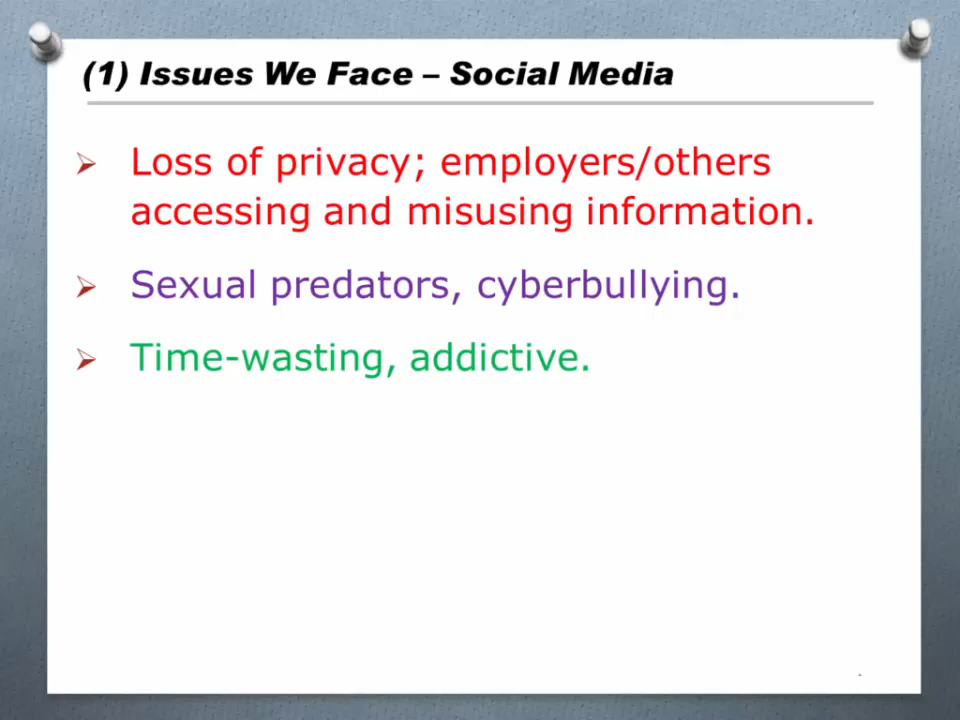 (1) Issues We Face – Social Media
Loss of privacy; employers/others
accessing and misusing information.
Sexual predators, cyberbullying.
Time-wasting, addictive.